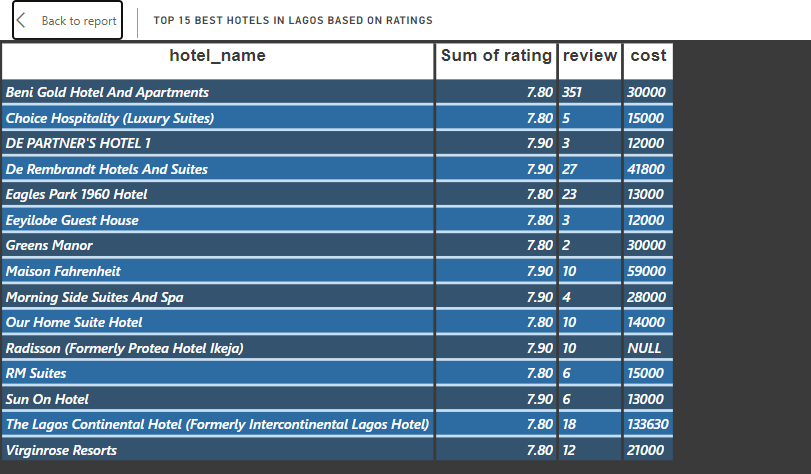 Back to report TOP 15 BEST HOTELS IN LAGOS BASED ON RATINGS
hotel_name Sum of rating review cost
Beni Gold Hotel And Apartments 7.80 351 30000
Choice Hospitality (Luxury Suites) 7.80 5 15000
DE PARTNER'S HOTEL 1 7.90 3 12000
De Rembrandt Hotels And Suites 7.90 27 41800
Eagles Park 1960 Hotel 7.80 23 13000
Eeyilobe Guest House 7.80 3 12000
Greens Manor 7.80 2 30000
Maison Fahrenheit 7.90 10 59000
Morning Side Suites And Spa 7.90 4 28000
Our Home Suite Hotel 7.80 10 14000
Radisson (Formerly Protea Hotel Ikeja) 7.90 10 NULL
RM Suites 7.80 6 15000
Sun On Hotel 7.90 6 13000
The Lagos Continental Hotel (Formerly Intercontinental Lagos Hotel) 7.80 18 133630
Virginrose Resorts 7.80 12 21000